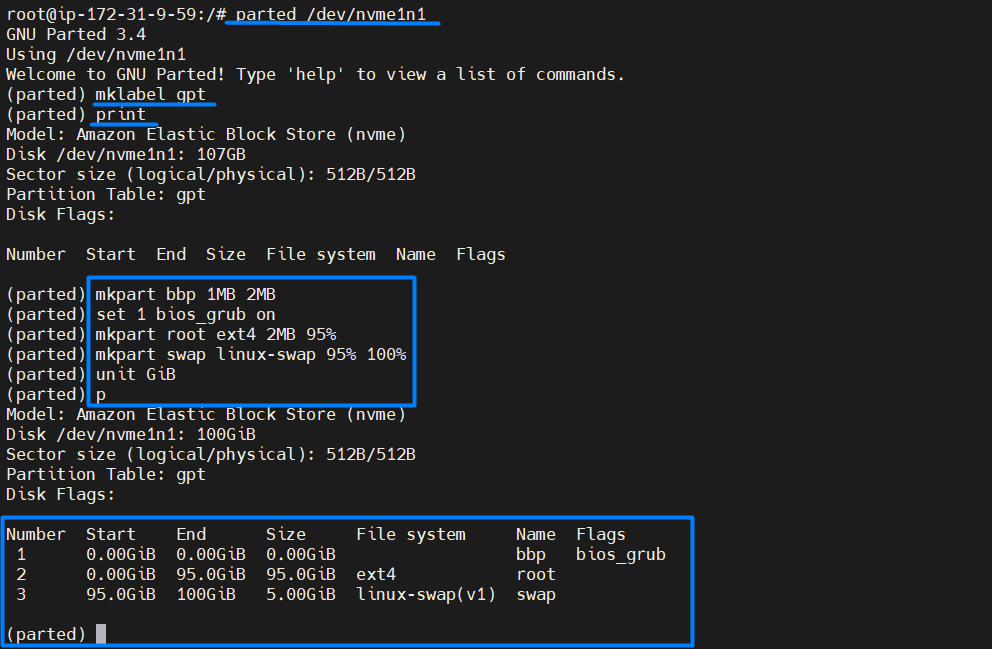 root@ip-172-31-9-59:/# parted /dev/nvme1n1
GNU Parted 3.4
Using /dev/nvme1n1
Welcome to GNU Parted! Type 'help' to view a list of commands.
(parted) mklabel gpt
(parted) print
Model: Amazon Elastic Block Store (nvme)
Disk /dev/nvme1n1: 107GB
Sector size (logical/physical): 512B/512B
Partition Table: gpt
Disk Flags:

Number  Start  End  Size  File system  Name  Flags

(parted) mkpart bbp 1MB 2MB
(parted) set 1 bios_grub on
(parted) mkpart root ext4 2MB 95%
(parted) mkpart swap linux-swap 95% 100%
(parted) unit GiB
(parted) p
Model: Amazon Elastic Block Store (nvme)
Disk /dev/nvme1n1: 100GiB
Sector size (logical/physical): 512B/512B
Partition Table: gpt
Disk Flags:

Number  Start    End      Size     File system     Name  Flags
 1      0.00GiB  0.00GiB  0.00GiB                  bbp   bios_grub
 2      0.00GiB  95.0GiB  95.0GiB  ext4            root
 3      95.0GiB  100GiB   5.00GiB  linux-swap(v1)  swap

(parted)